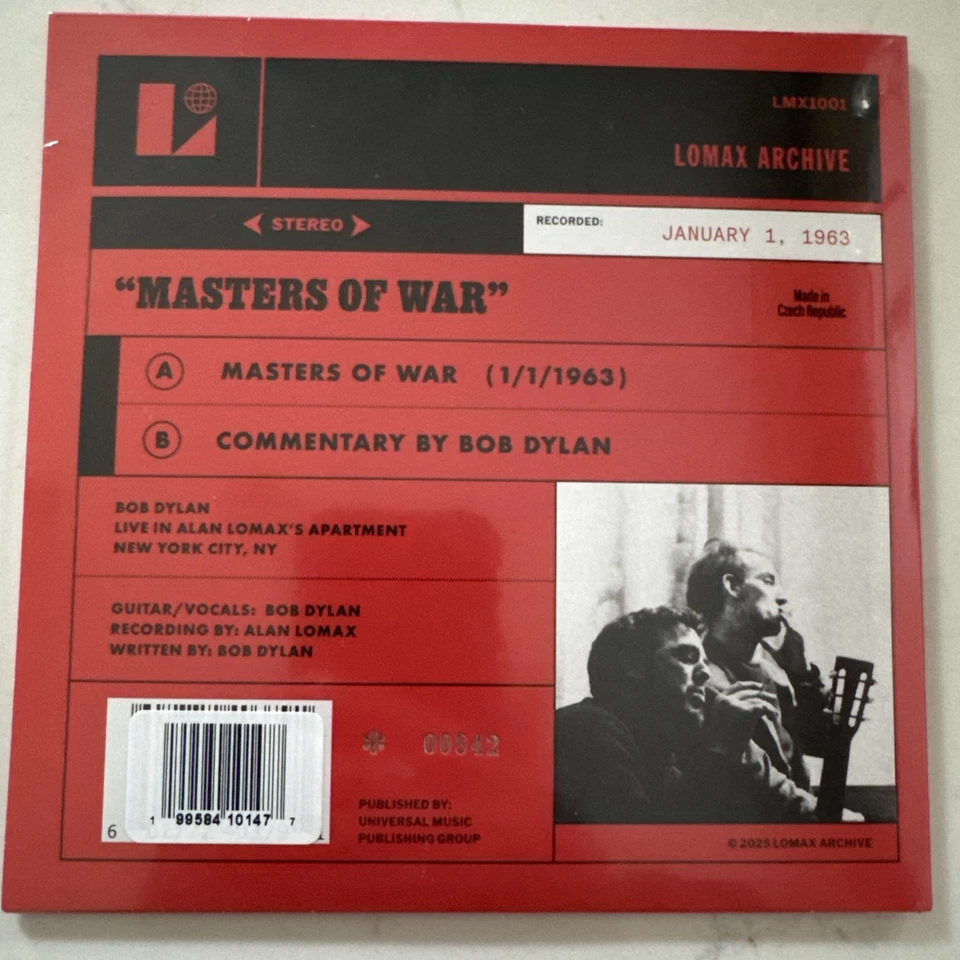 LMX1001
LOMAX ARCHIVE
STEREO
RECORDED: JANUARY 1, 1963
“MASTERS OF WAR”
Made in
Czech Republic
A MASTERS OF WAR (1/1/1963)
B COMMENTARY BY BOB DYLAN
BOB DYLAN
LIVE IN ALAN LOMAX'S APARTMENT
NEW YORK CITY, NY
GUITAR/VOCALS: BOB DYLAN
RECORDING BY: ALAN LOMAX
WRITTEN BY: BOB DYLAN
6
1 99584 10147 7
PUBLISHED BY:
UNIVERSAL MUSIC
PUBLISHING GROUP
© 2025 LOMAX ARCHIVE